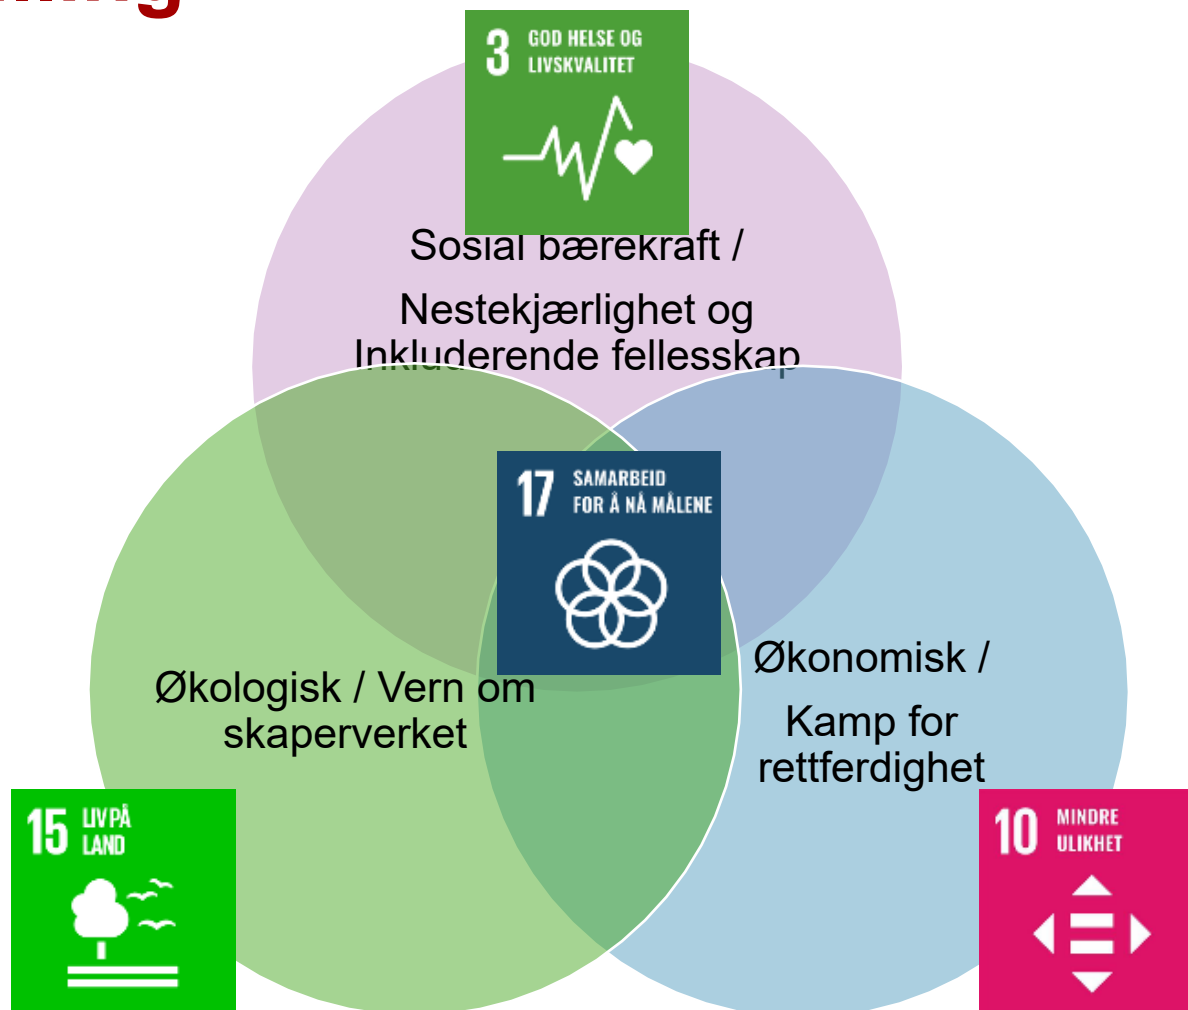 3 GOD HELSE OG
LIVSKVALITET
Sosial bærekraft /
Nestekjærlighet og
Inkluderende fellesskap
17 SAMARBEID
FOR Å NÅ MÅLENE
Økologisk / Vern om
skaperverket
Økonomisk /
Kamp for
rettferdighet
15 LIV PÅ
LAND
10 MINDRE
ULIKHET